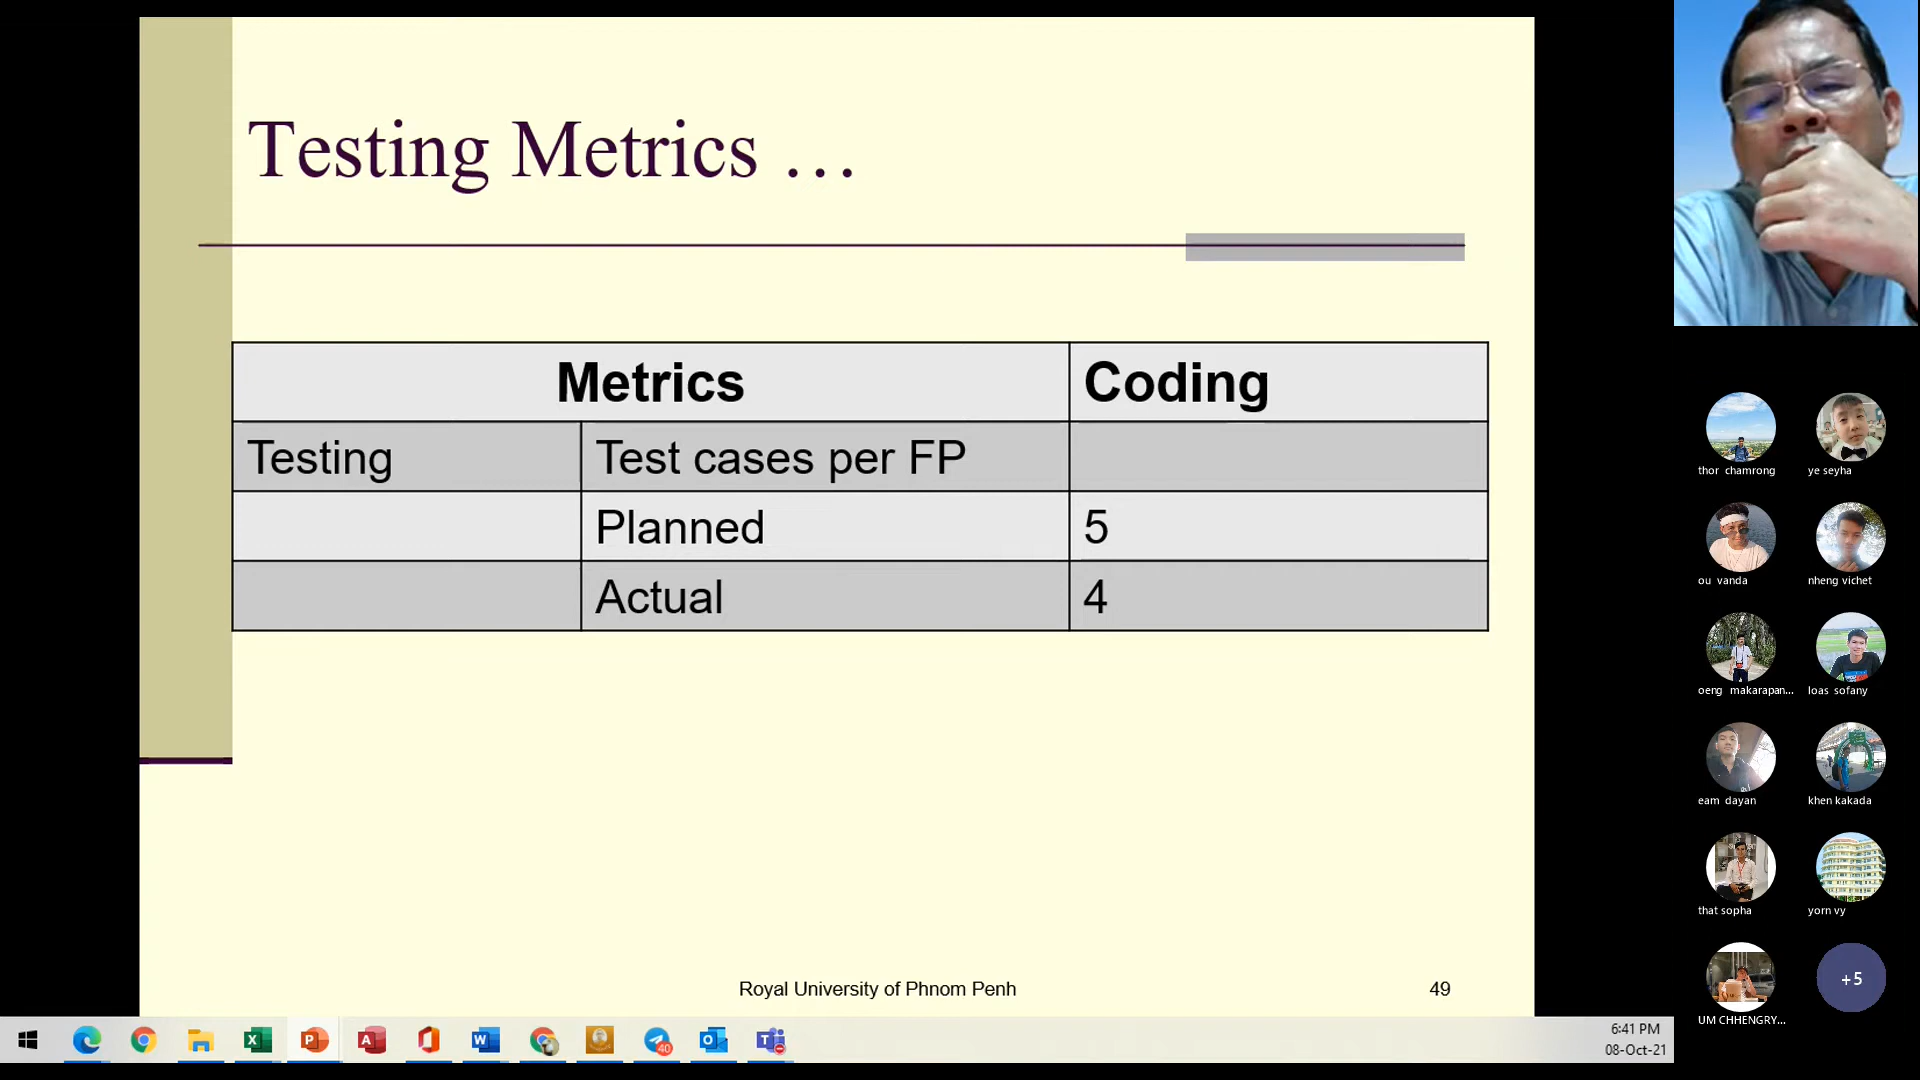 Testing Metrics …
Metrics Coding
Testing Test cases per FP
Planned 5
Actual 4
Royal University of Phnom Penh 49
thor chamrong ye seyha
ou vanda nheng vichet
oeng makarapan... loas sofany
eam dayan khen kakada
that sopha yorn vy
+5
UM CHHENGRY...
40
6:41 PM
08-Oct-21